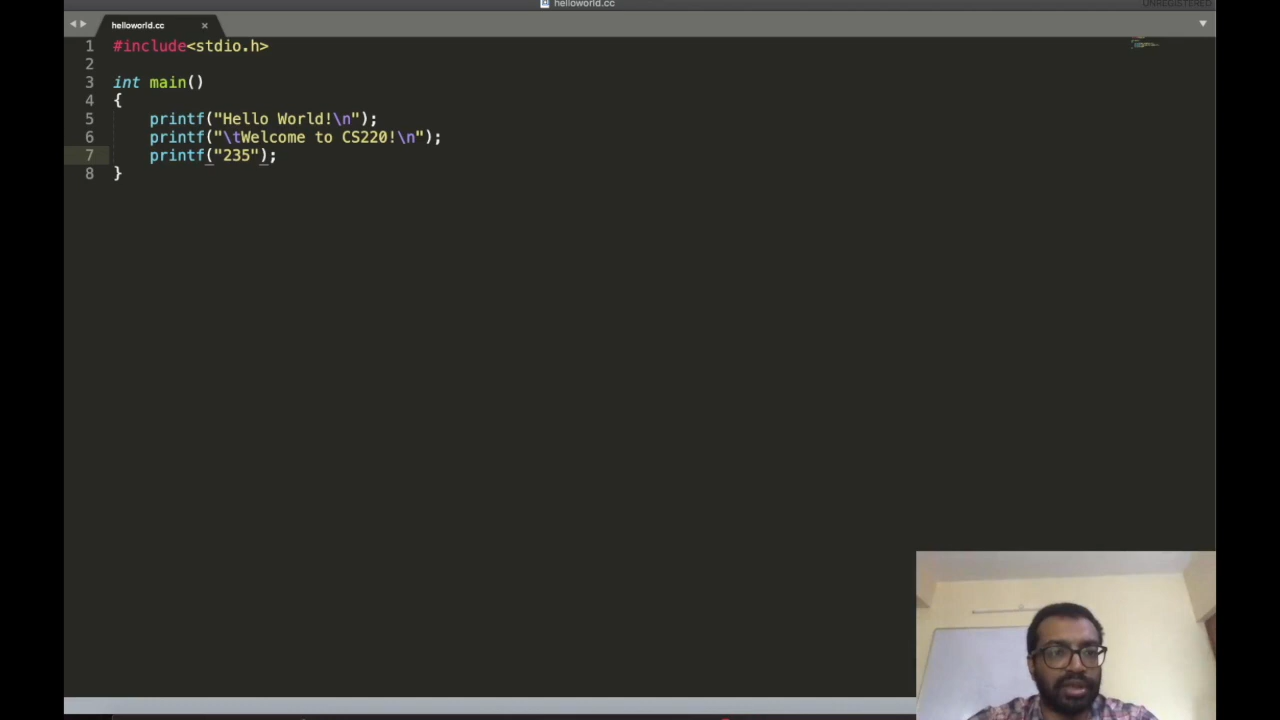 helloworld.cc
UNREGISTERED
helloworld.cc ×
1 #include<stdio.h>
2
3 int main()
4 {
5 printf("Hello World!\n");
6 printf("\tWelcome to CS220!\n");
7 printf("235");
8 }